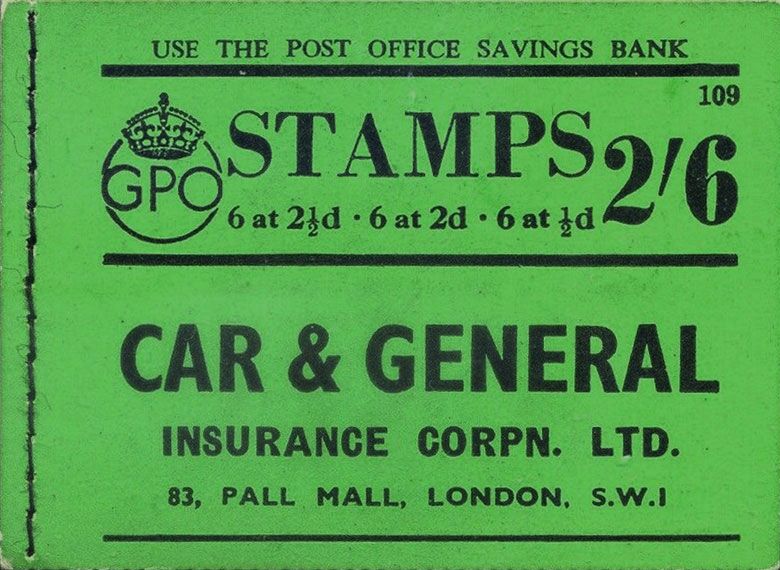 USE THE POST OFFICE SAVINGS BANK
109
GPO
STAMPS 2/6
6 at 2½d · 6 at 2d · 6 at ½d
CAR & GENERAL
INSURANCE CORPN. LTD.
83, PALL MALL, LONDON, S.W.1